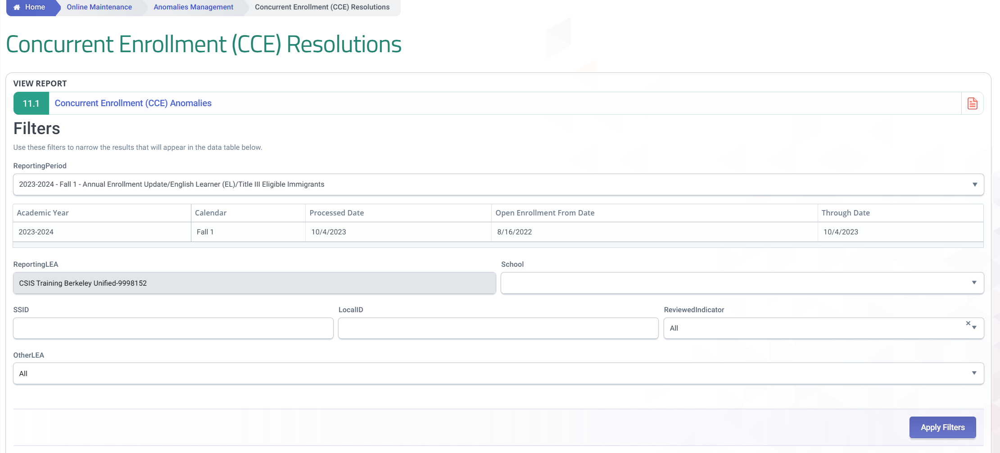 Home Online Maintenance Anomalies Management Concurrent Enrollment (CCE) Resolutions
Concurrent Enrollment (CCE) Resolutions
VIEW REPORT
11.1 Concurrent Enrollment (CCE) Anomalies
Filters
Use these filters to narrow the results that will appear in the data table below.
ReportingPeriod
2023-2024 - Fall 1 - Annual Enrollment Update/English Learner (EL)/Title III Eligible Immigrants
Academic Year Calendar Processed Date Open Enrollment From Date Through Date
2023-2024 Fall 1 10/4/2023 8/16/2022 10/4/2023
ReportingLEA School
CSIS Training Berkeley Unified-9998152
SSID LocalID ReviewedIndicator
All
OtherLEA
All
Apply Filters